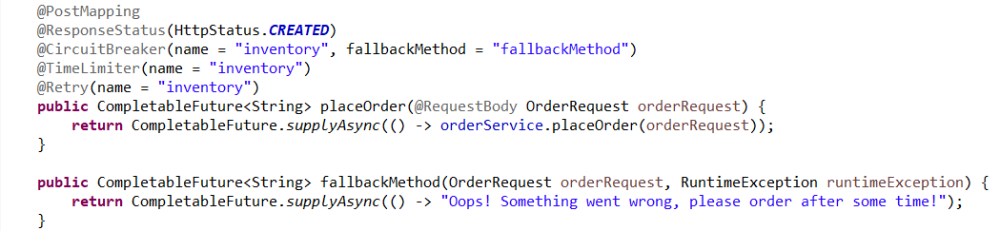 @PostMapping
@ResponseStatus(HttpStatus.CREATED)
@CircuitBreaker(name = "inventory", fallbackMethod = "fallbackMethod")
@TimeLimiter(name = "inventory")
@Retry(name = "inventory")
public CompletableFuture<String> placeOrder(@RequestBody OrderRequest orderRequest) {
    return CompletableFuture.supplyAsync(() -> orderService.placeOrder(orderRequest));
}

public CompletableFuture<String> fallbackMethod(OrderRequest orderRequest, RuntimeException runtimeException) {
    return CompletableFuture.supplyAsync(() -> "Oops! Something went wrong, please order after some time!");
}